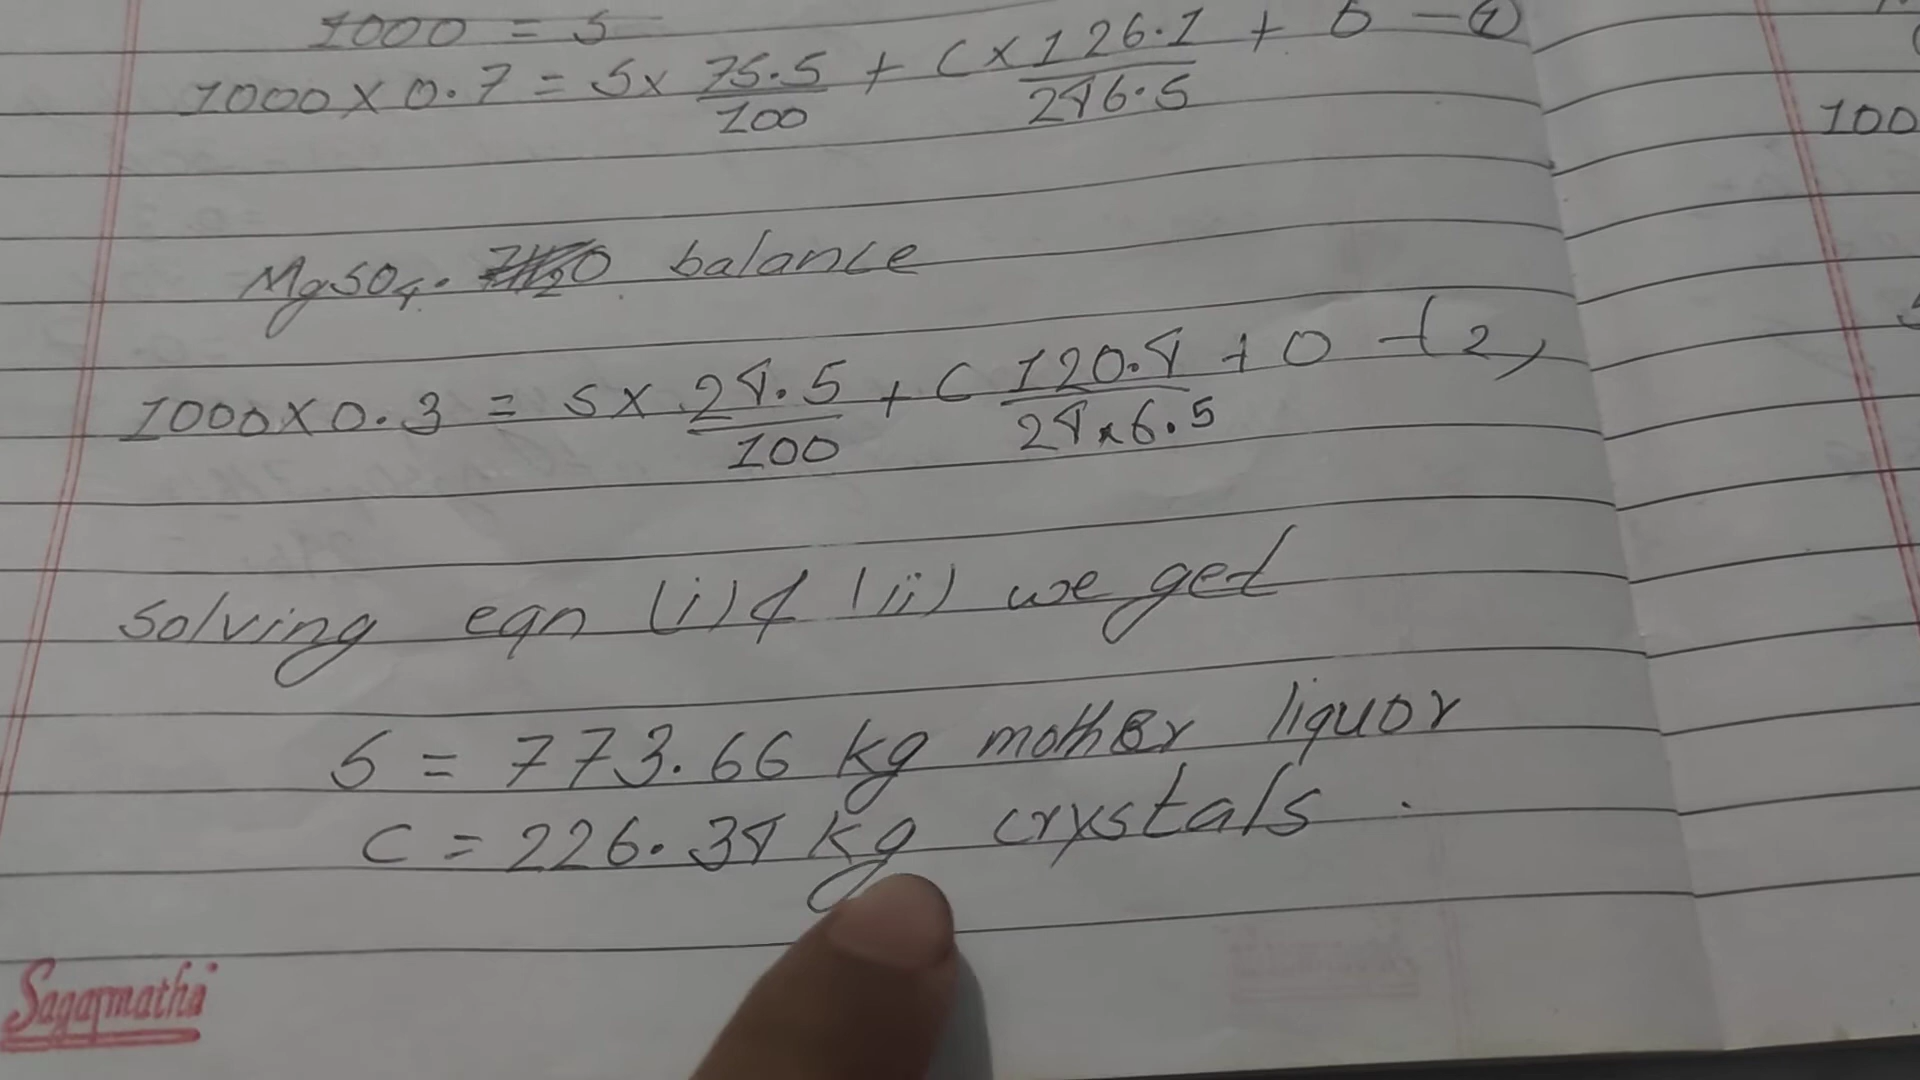 1000 = S
1000 × 0.7 = S × 75.5/100 + C × 126.1/246.5 + 0 — ①
MgSO4. balance
1000 × 0.3 = S × 24.5/100 + C 120.4/24×6.5 + 0 — (2)
Solving eqn (i) & (ii) we get
S = 773.66 kg mother liquor
C = 226.34 kg crystals.
Sagarmatha
100